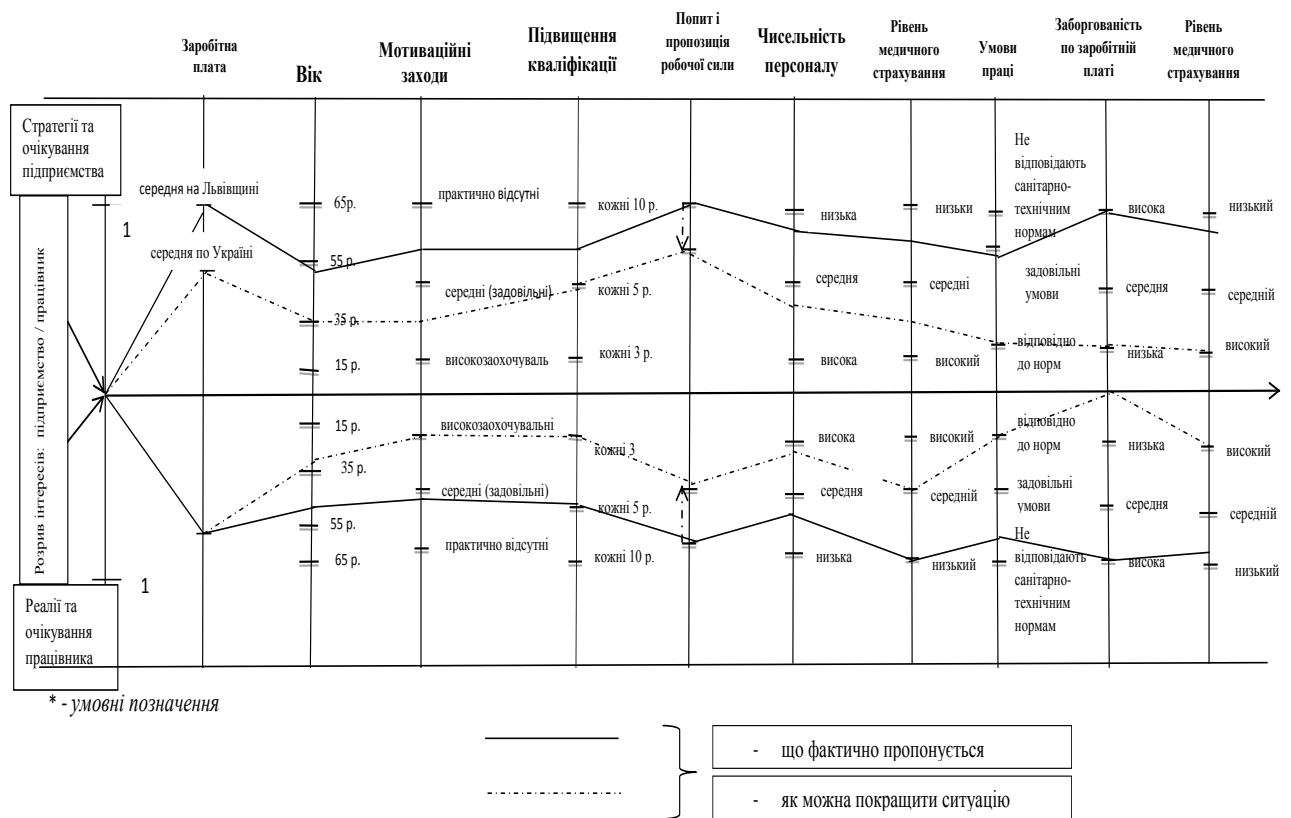 Заробітна
плата
Вік
Мотиваційні
заходи
Підвищення
кваліфікації
Попит і
пропозиція
робочої сили
Чисельність
персоналу
Рівень
медичного
страхування
Умови
праці
Заборгованість
по заробітній
платі
Рівень
медичного
страхування
Стратегії та
очікування
підприємства
Розрив інтересів: підприємство / працівник
Реалії та
очікування
працівника
1
1
середня на Львівщині
середня по Україні
65р.
55 р.
35 р.
15 р.
15 р.
35 р.
55 р.
65 р.
практично відсутні
середні (задовільні)
високозаохочуваль
високозаохочувальні
середні (задовільні)
практично відсутні
кожні 10 р.
кожні 5 р.
кожні 3 р.
кожні 3
кожні 5 р.
кожні 10 р.
низька
середня
висока
висока
середня
низька
низьки
середні
високий
високий
середній
низький
Не
відповідають
санітарно-
технічним
нормам
задовільні
умови
відповідно
до норм
відповідно
до норм
задовільні
умови
Не
відповідають
санітарно-
технічним
нормам
висока
середня
низька
низька
середня
висока
низький
середній
високий
високий
середній
низький
* - умовні позначення
- що фактично пропонується
- як можна покращити ситуацію